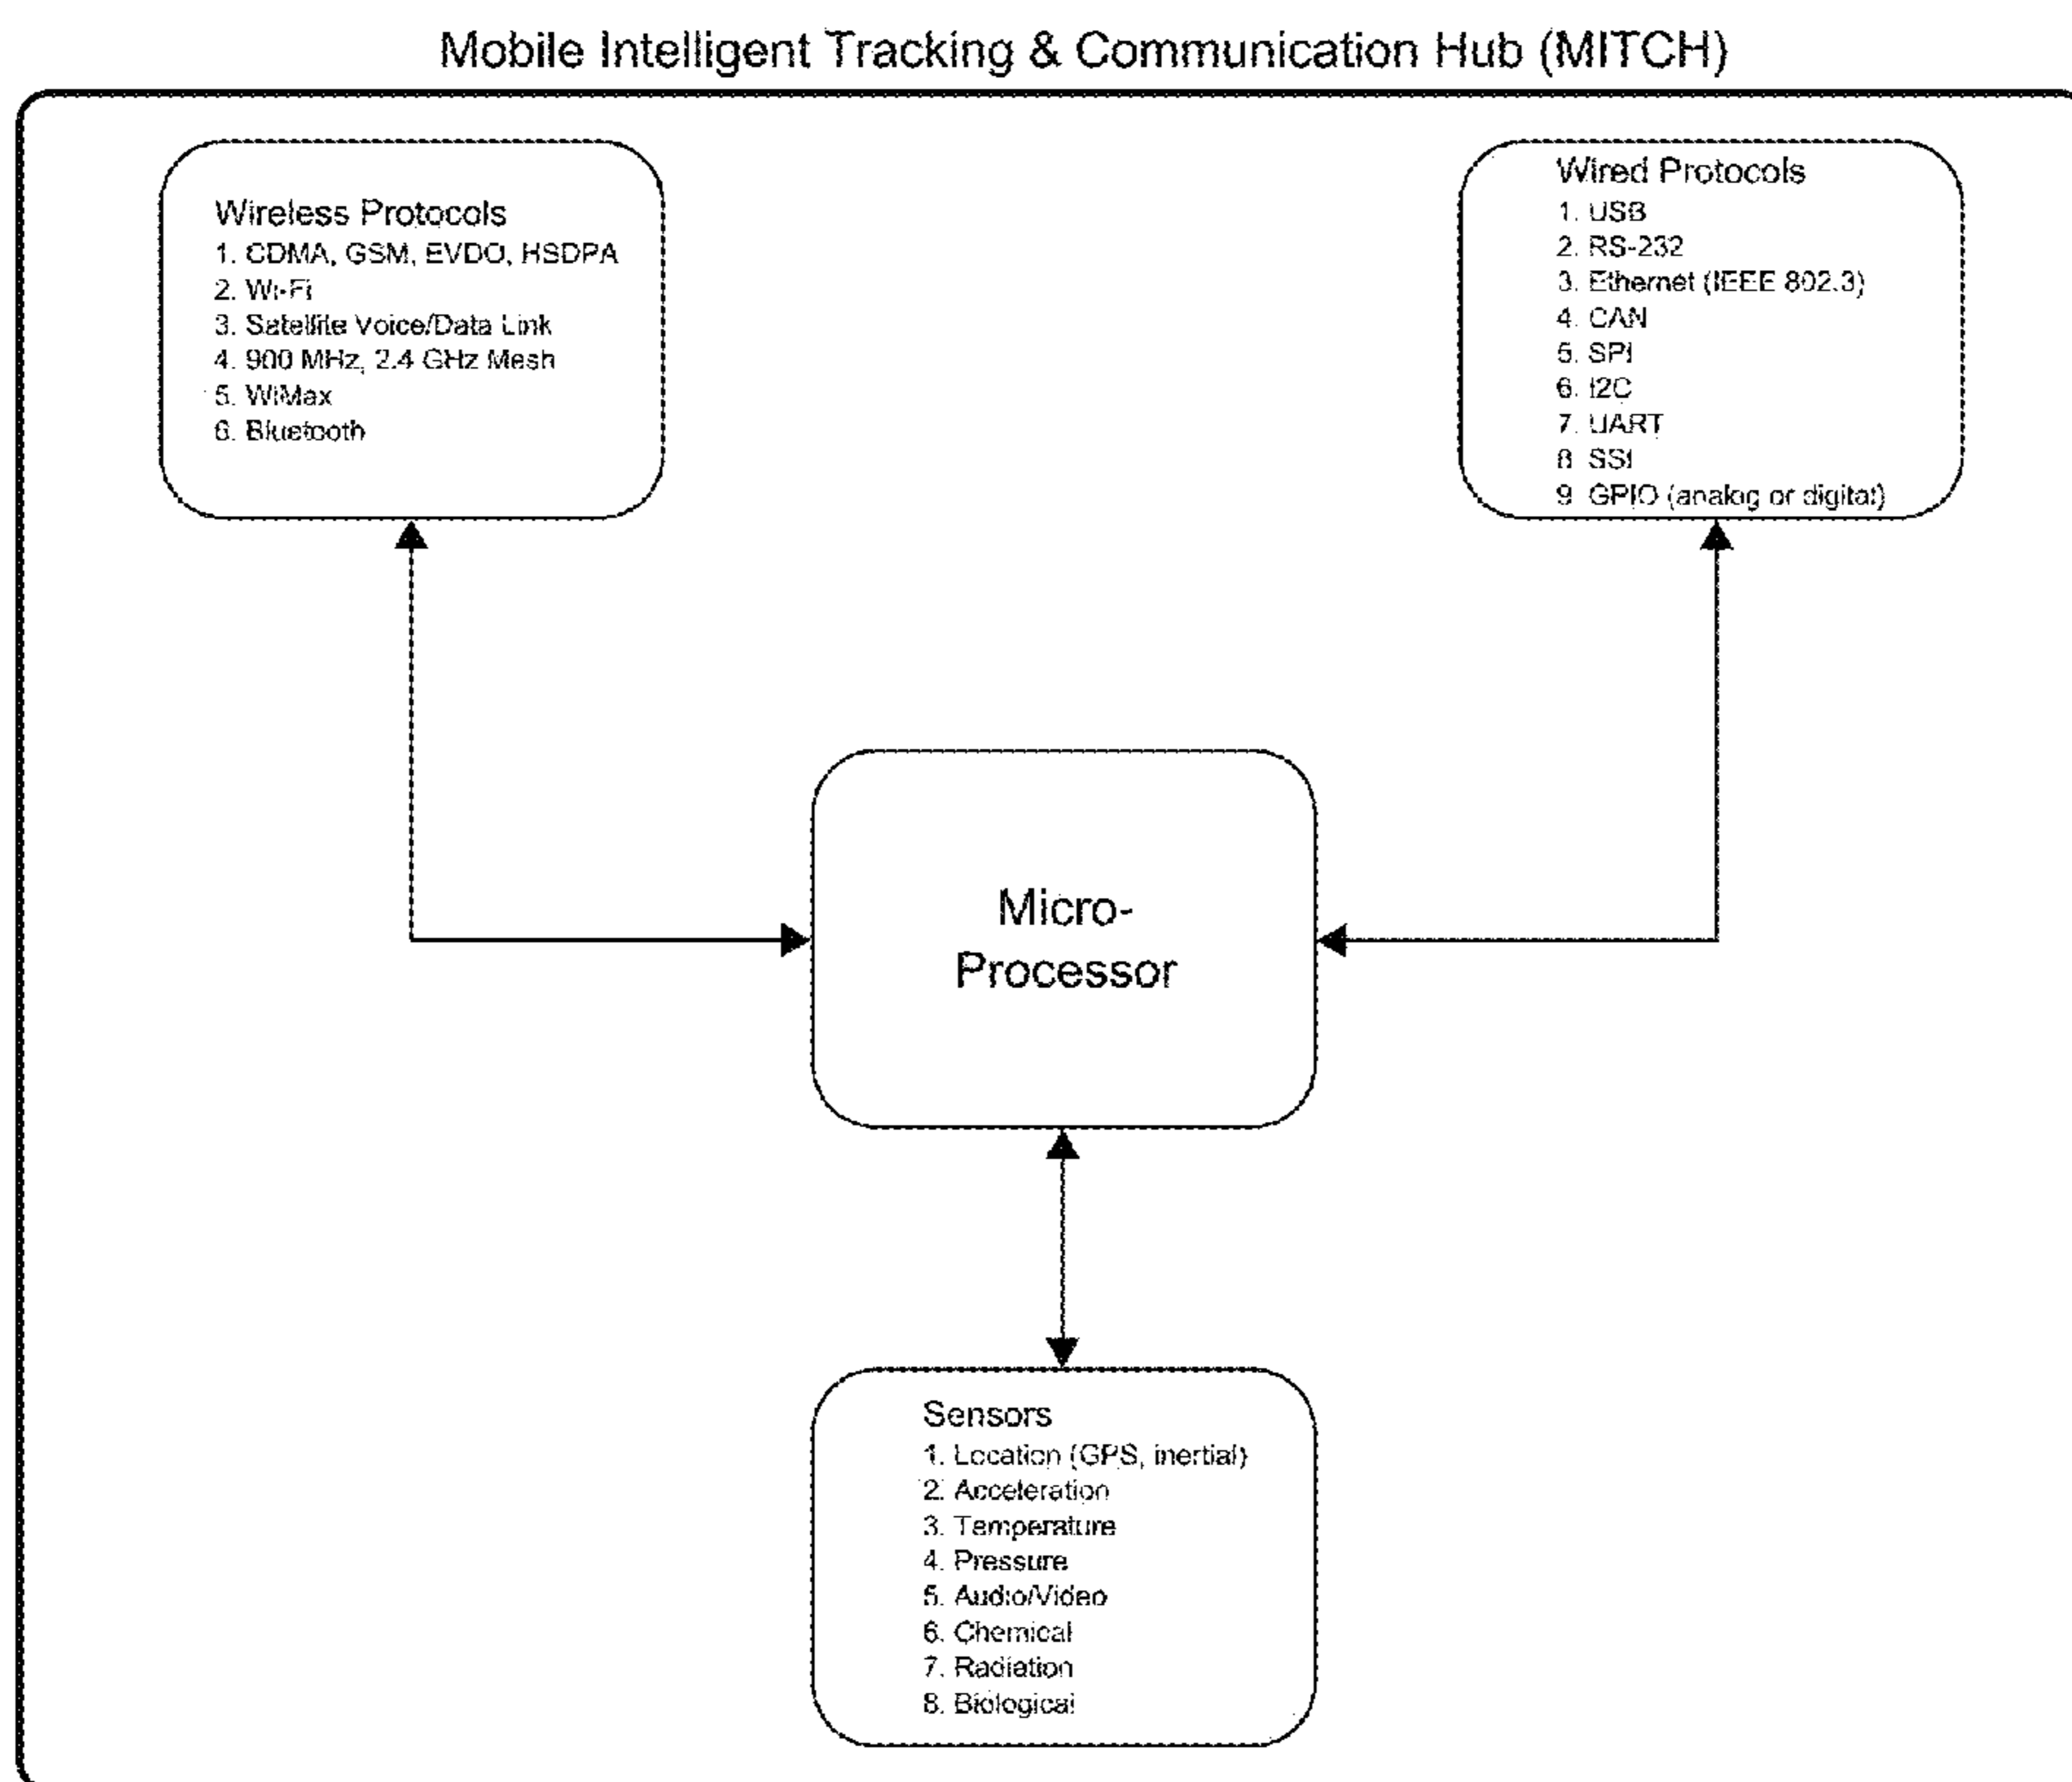 Mobile Intelligent Tracking & Communication Hub (MITCH)
Wireless Protocols
1. CDMA, GSM, EVDO, HSDPA
2. Wi-Fi
3. Satellite Voice/Data Link
4. 900 MHz, 2.4 GHz Mesh
5. WiMax
6. Bluetooth
Wired Protocols
1. USB
2. RS-232
3. Ethernet (IEEE 802.3)
4. CAN
5. SPI
6. I2C
7. UART
8. SSI
9. GPIO (analog or digital)
Micro-
Processor
Sensors
1. Location (GPS, inertial)
2. Acceleration
3. Temperature
4. Pressure
5. Audio/Video
6. Chemical
7. Radiation
8. Biological